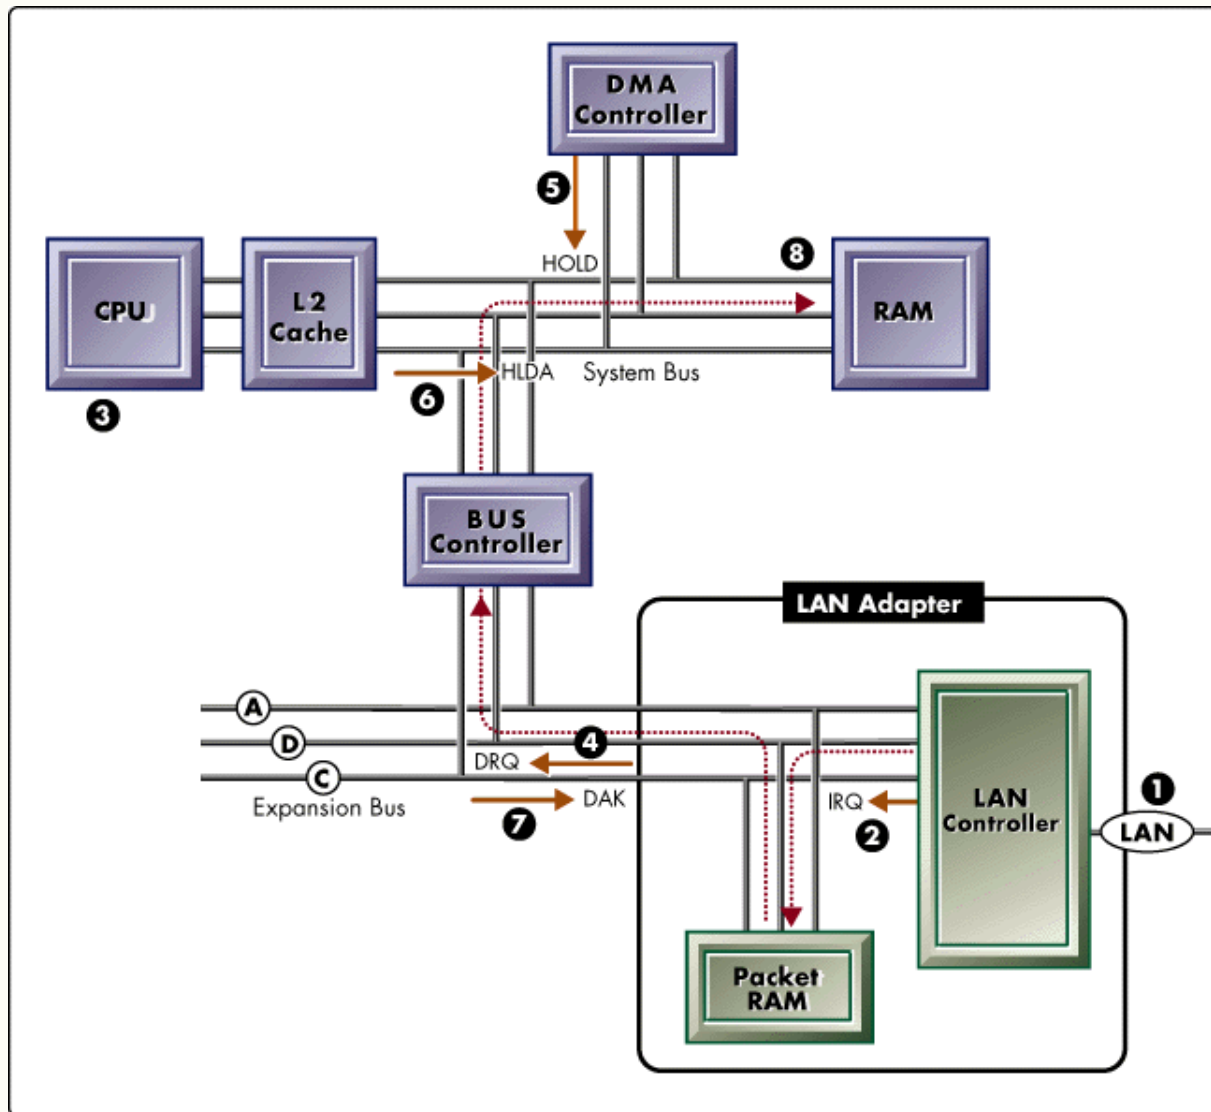 DMA
Controller
5
HOLD
8
CPU
L2
Cache
RAM
HLDA
System Bus
6
3
BUS
Controller
LAN Adapter
A
D
4
DRQ
C
Expansion Bus
7
DAK
IRQ
2
LAN
Controller
1
LAN
Packet
RAM